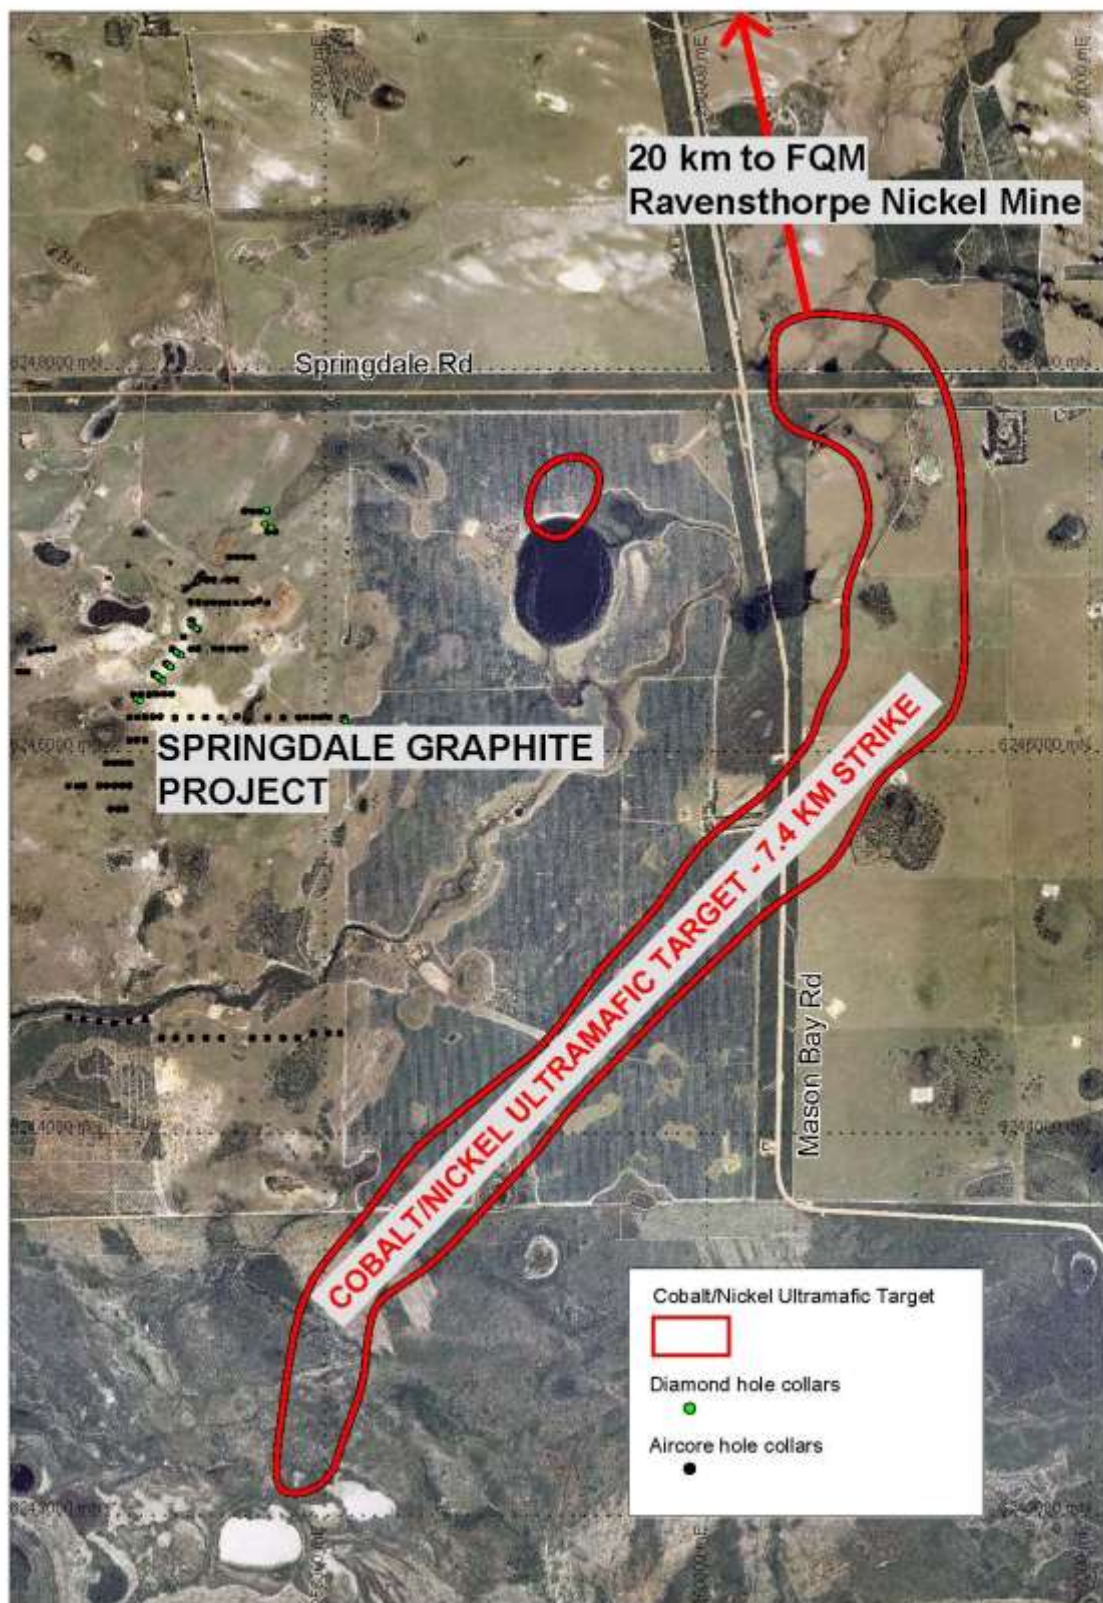 20 km to FQM
Ravensthorpe Nickel Mine
Springdale Rd
SPRINGDALE GRAPHITE
PROJECT
COBALT/NICKEL ULTRAMAFIC TARGET - 7.4 KM STRIKE
Mason Bay Rd
Cobalt/Nickel Ultramafic Target
Diamond hole collars
Aircore hole collars